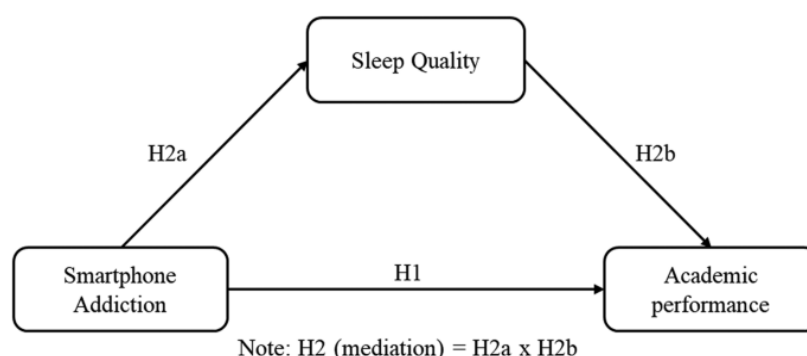 Sleep Quality
H2a
H2b
Smartphone
Addiction
H1
Academic
performance
Note: H2 (mediation) = H2a x H2b